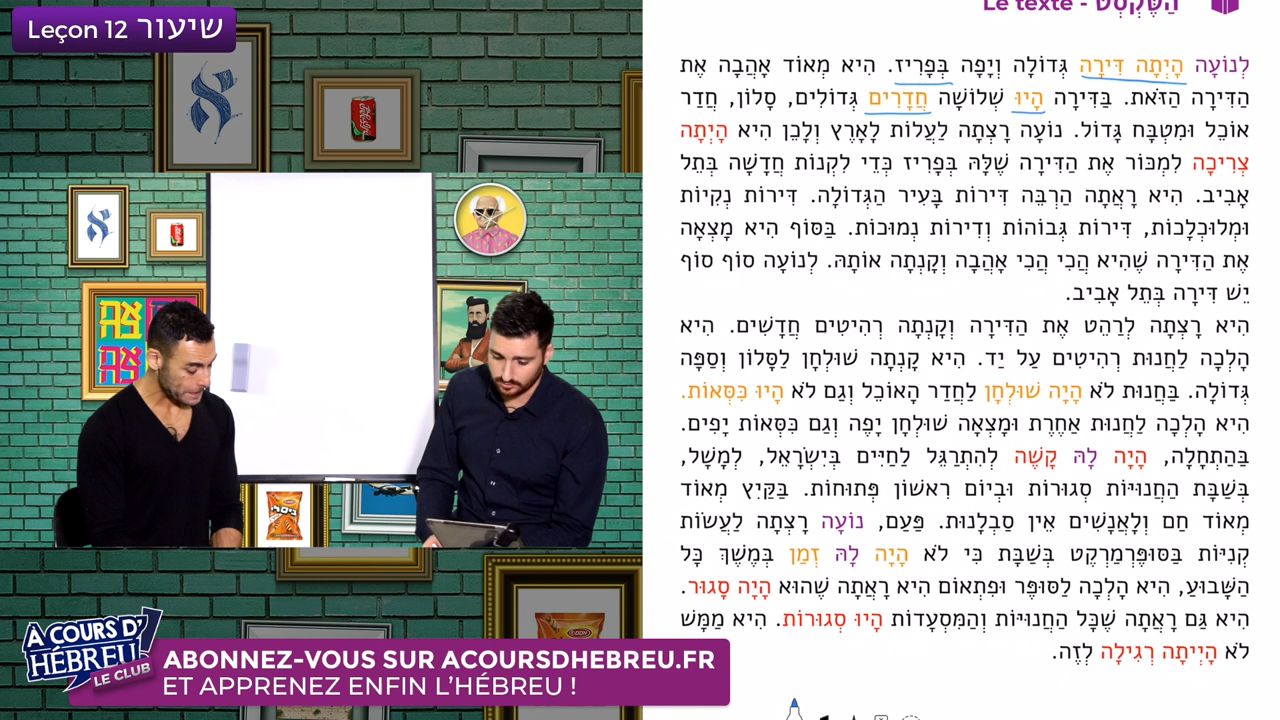 Leçon 12 שיעור
Le texte - הַטֶּקְסְט
לְנוֹעָה הָיְתָה דִּירָה גְּדוֹלָה וְיָפָה בְּפָרִיז. הִיא מְאוֹד אָהֲבָה אֶת
הַדִּירָה הַזֹּאת. בַּדִּירָה הָיוּ שְׁלוֹשָׁה חֲדָרִים גְּדוֹלִים, סָלוֹן, חֲדַר
אוֹכֶל וּמִטְבָּח גָּדוֹל. נוֹעָה רָצְתָה לַעֲלוֹת לָאָרֶץ וְלָכֵן הִיא הָיְתָה
צְרִיכָה לִמְכּוֹר אֶת הַדִּירָה שֶׁלָּהּ בְּפָרִיז כְּדֵי לִקְנוֹת חֲדָשָׁה בְּתֵל
אָבִיב. הִיא רָאֲתָה הַרְבֵּה דִּירוֹת בָּעִיר הַגְּדוֹלָה. דִּירוֹת נְקִיּוֹת
וּמְלוּכְלָכוֹת, דִּירוֹת גְּבוֹהוֹת וְדִירוֹת נְמוּכוֹת. בַּסּוֹף הִיא מָצְאָה
אֶת הַדִּירָה שֶׁהִיא הֲכִי הֲכִי אָהֲבָה וְקָנְתָה אוֹתָהּ. לְנוֹעָה סוֹף סוֹף
יֵשׁ דִּירָה בְּתֵל אָבִיב.
הִיא רָצְתָה לְרַהֵט אֶת הַדִּירָה וְקָנְתָה רְהִיטִים חֲדָשִׁים. הִיא
הָלְכָה לַחֲנוּת רְהִיטִים עַל יַד. הִיא קָנְתָה שׁוּלְחָן לַסָּלוֹן וְסַפָּה
גְּדוֹלָה. בַּחֲנוּת לֹא הָיָה שׁוּלְחָן לַחֲדַר הָאוֹכֶל וְגַם לֹא הָיוּ כִּסְּאוֹת.
הִיא הָלְכָה לַחֲנוּת אַחֶרֶת וּמָצְאָה שׁוּלְחָן יָפֶה וְגַם כִּסְּאוֹת יָפִים.
בַּהַתְחָלָה, הָיָה לָהּ קָשֶׁה לְהִתְרַגֵּל לַחַיִּים בְּיִשְׂרָאֵל, לְמָשָׁל,
בְּשַׁבָּת הַחֲנוּיּוֹת סְגוּרוֹת וּבְיוֹם רִאשׁוֹן פְּתוּחוֹת. בַּקַּיִץ מְאוֹד
מְאוֹד חַם וְלָאֲנָשִׁים אֵין סַבְלָנוּת. פַּעַם, נוֹעָה רָצְתָה לַעֲשׂוֹת
קְנִיּוֹת בַּסּוּפֶּרְמַרְקֶט בְּשַׁבָּת כִּי לֹא הָיָה לָהּ זְמַן בְּמֶשֶׁךְ כָּל
הַשָּׁבוּעַ, הִיא הָלְכָה לַסּוּפֶּר וּפִתְאוֹם הִיא רָאֲתָה שֶׁהוּא הָיָה סָגוּר.
הִיא גַּם רָאֲתָה שֶׁכָּל הַחֲנוּיּוֹת וְהַמִּסְעָדוֹת הָיוּ סְגוּרוֹת. הִיא מַמָּשׁ
לֹא הָיְיתָה רְגִילָה לְזֶה.
À COURS D'
HÉBREU
LE CLUB
ABONNEZ-VOUS SUR ACOURSDHEBREU.FR
ET APPRENEZ ENFIN L'HÉBREU !